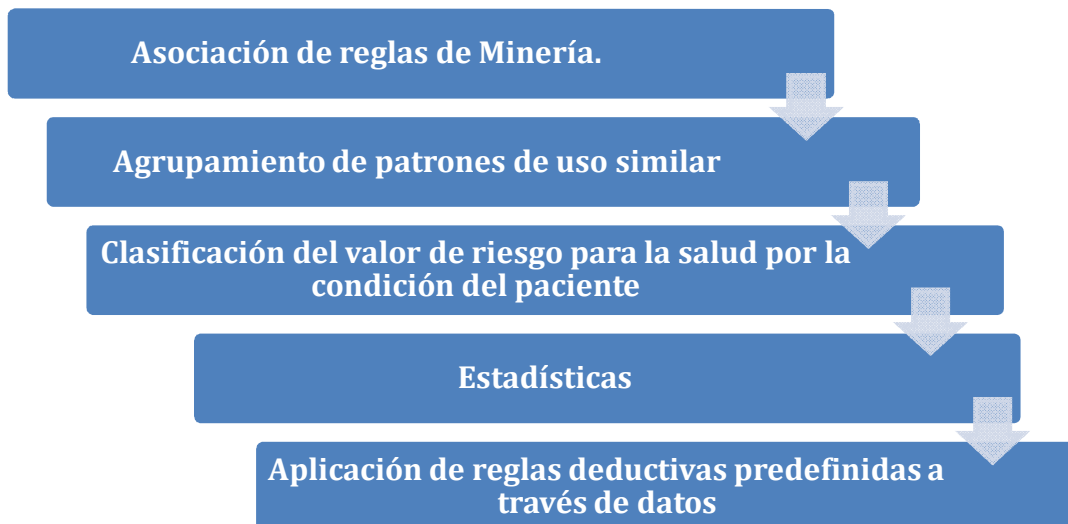 Asociación de reglas de Minería.
Agrupamiento de patrones de uso similar
Clasificación del valor de riesgo para la salud por la
condición del paciente
Estadísticas
Aplicación de reglas deductivas predefinidas a
través de datos